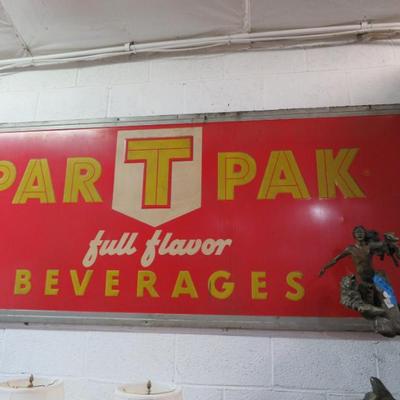 PAR T PAK
full flavor
BEVERAGES